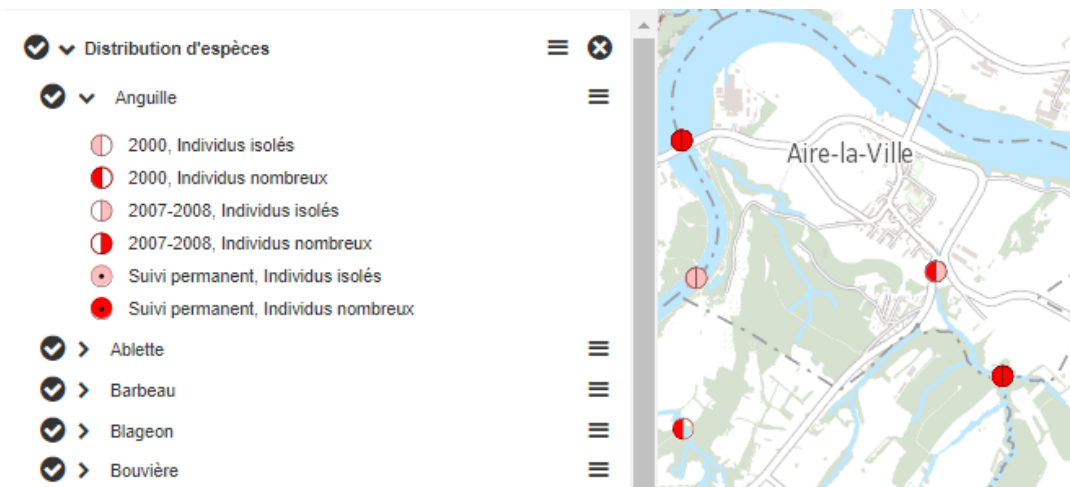 Distribution d'espèces
Anguille
2000, Individus isolés
2000, Individus nombreux
2007-2008, Individus isolés
2007-2008, Individus nombreux
Suivi permanent, Individus isolés
Suivi permanent, Individus nombreux
Ablette
Barbeau
Blageon
Bouvière
Aire-la-Ville